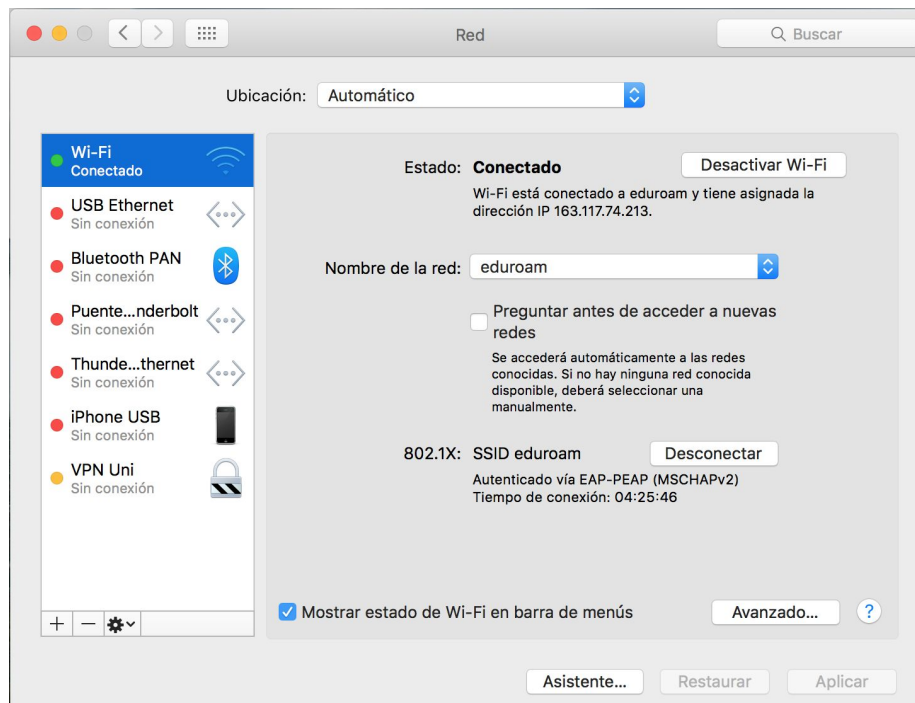 Red
Buscar
Ubicación: Automático
Wi-Fi
Conectado
USB Ethernet
Sin conexión
Bluetooth PAN
Sin conexión
Puente...nderbolt
Sin conexión
Thunde...thernet
Sin conexión
iPhone USB
Sin conexión
VPN Uni
Sin conexión
Estado: Conectado
Desactivar Wi-Fi
Wi-Fi está conectado a eduroam y tiene asignada la
dirección IP 163.117.74.213.
Nombre de la red: eduroam
Preguntar antes de acceder a nuevas
redes
Se accederá automáticamente a las redes
conocidas. Si no hay ninguna red conocida
disponible, deberá seleccionar una
manualmente.
802.1X: SSID eduroam
Desconectar
Autenticado vía EAP-PEAP (MSCHAPv2)
Tiempo de conexión: 04:25:46
Mostrar estado de Wi-Fi en barra de menús
Avanzado...
?
Asistente...
Restaurar
Aplicar